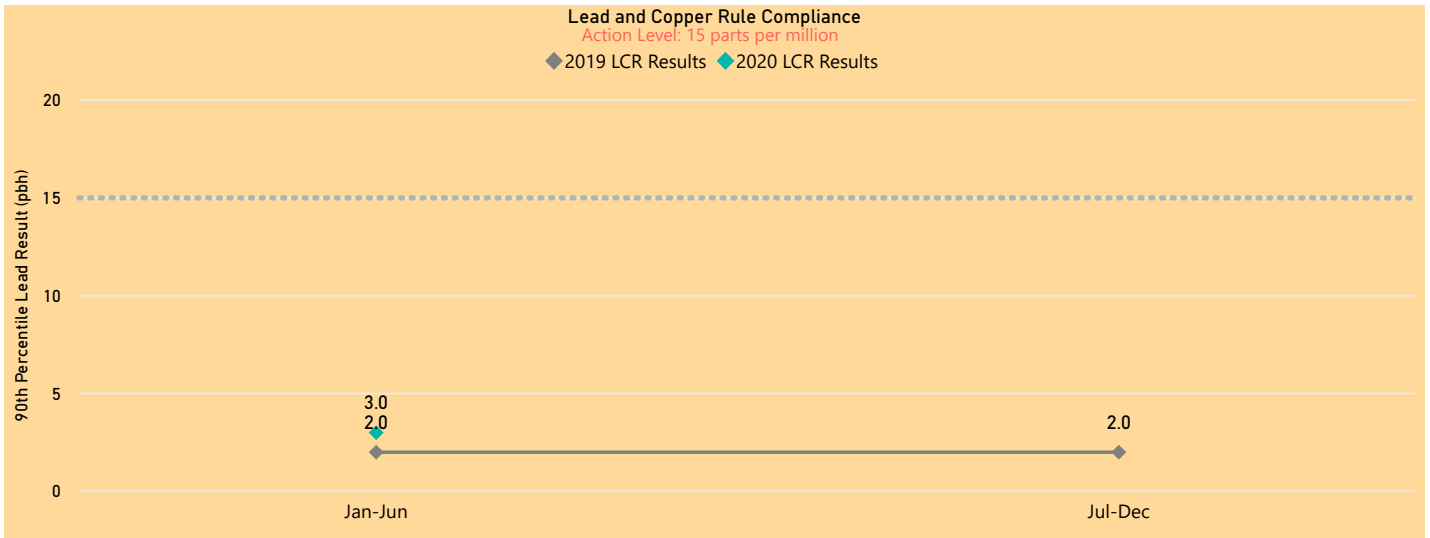 Lead and Copper Rule Compliance
Action Level: 15 parts per million
2019 LCR Results 2020 LCR Results
20
15
10
5
0
90th Percentile Lead Result (pbh)
3.0
2.0 2.0
Jan-Jun Jul-Dec